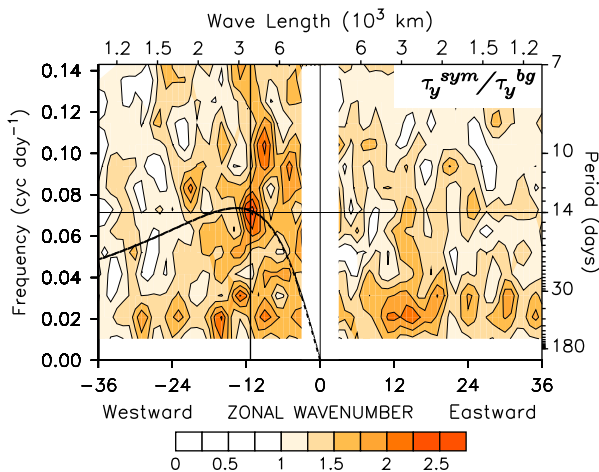 Wave Length (10³ km)
1.2 1.5 2 3 6 6 3 2 1.5 1.2
0.14 τ_y^sym/τ_y^bg 7
0.12
0.10 10
0.08
14
0.06
0.04
30
0.02
0.00 180
Frequency (cyc day⁻¹)
Period (days)
-36 -24 -12 0 12 24 36
Westward ZONAL WAVENUMBER Eastward
0 0.5 1 1.5 2 2.5